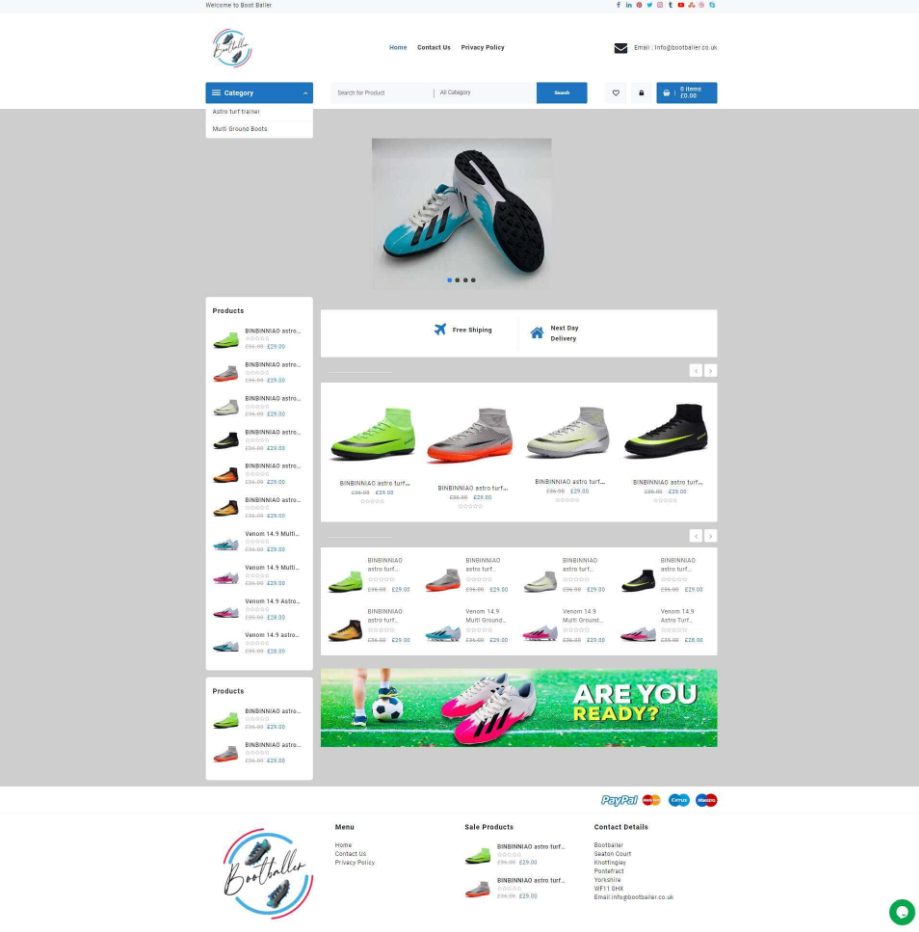 Welcome to Boot Baller
Bootballer
Home Contact Us Privacy Policy
Email : info@bootballer.co.uk
Category
Search for Product
All Category
Search
0 items
£0.00
Astro turf trainer
Multi Ground Boots
Products
BINBINNIAO astro...
£36.00 £29.00
BINBINNIAO astro...
£36.00 £29.00
BINBINNIAO astro...
£36.00 £29.00
BINBINNIAO astro...
£36.00 £29.00
BINBINNIAO astro...
£36.00 £29.00
BINBINNIAO astro...
£36.00 £29.00
Venom 14.9 Multi...
£36.00 £29.00
Venom 14.9 Multi...
£36.00 £29.00
Venom 14.9 Astro...
£35.00 £28.00
Venom 14.9 astro...
£35.00 £28.00
Products
BINBINNIAO astro...
£36.00 £29.00
BINBINNIAO astro...
£36.00 £29.00
Free Shiping
Next Day
Delivery
BINBINNIAO astro turf...
£36.00 £29.00
BINBINNIAO astro turf...
£36.00 £29.00
BINBINNIAO astro turf...
£36.00 £29.00
BINBINNIAO astro turf...
£36.00 £29.00
BINBINNIAO
astro turf...
£36.00 £29.00
BINBINNIAO
astro turf...
£36.00 £29.00
BINBINNIAO
astro turf...
£36.00 £29.00
BINBINNIAO
astro turf...
£36.00 £29.00
BINBINNIAO
astro turf...
£36.00 £29.00
Venom 14.9
Multi Ground...
£36.00 £29.00
Venom 14.9
Multi Ground...
£36.00 £29.00
Venom 14.9
Astro Turf...
£35.00 £28.00
ARE YOU
READY?
PayPal
MasterCard
Cirrus
Maestro
Bootballer
Menu
Home
Contact Us
Privacy Policy
Sale Products
BINBINNIAO astro turf...
£36.00 £29.00
BINBINNIAO astro turf...
£36.00 £29.00
Contact Details
Bootballer
Seaton Court
Knottingley
Pontefract
Yorkshire
WF11 0HX
Email:info@bootballer.co.uk